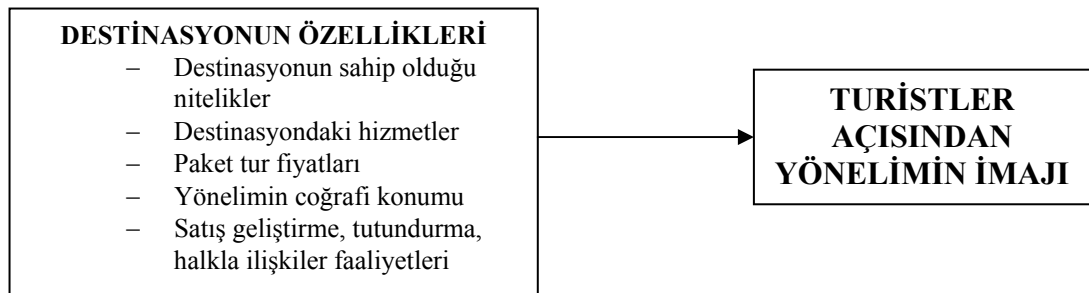 DESTİNASYONUN ÖZELLİKLERİ
– Destinasyonun sahip olduğu
nitelikler
– Destinasyondaki hizmetler
– Paket tur fiyatları
– Yönelimin coğrafi konumu
– Satış geliştirme, tutundurma,
halkla ilişkiler faaliyetleri
TURİSTLER
AÇISINDAN
YÖNELİMİN İMAJI